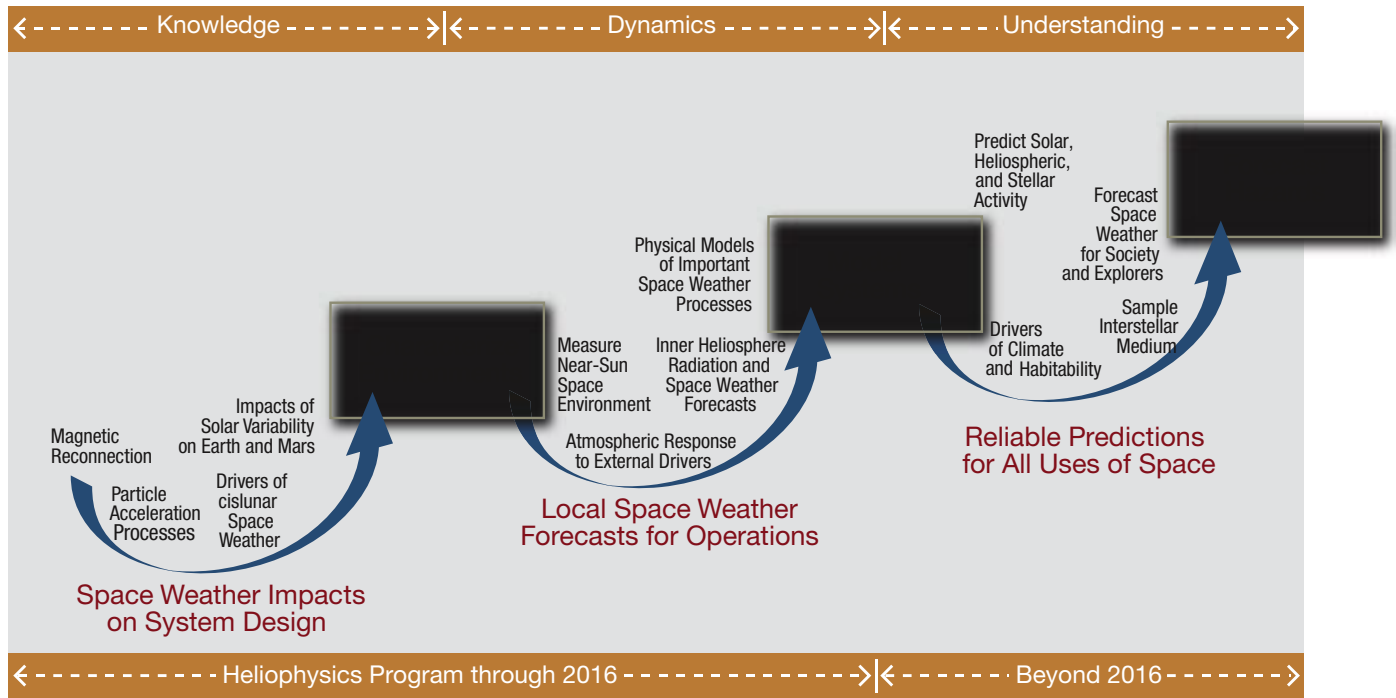 Knowledge
Dynamics
Understanding
Magnetic
Reconnection
Particle
Acceleration
Processes
Impacts of
Solar Variability
on Earth and Mars
Drivers of
cislunar
Space
Weather
Space Weather Impacts
on System Design
Measure
Near-Sun
Space
Environment
Atmospheric Response
to External Drivers
Inner Heliosphere
Radiation and
Space Weather
Forecasts
Physical Models
of Important
Space Weather
Processes
Local Space Weather
Forecasts for Operations
Predict Solar,
Heliospheric,
and Stellar
Activity
Drivers
of Climate
and Habitability
Forecast
Space
Weather
for Society
and Explorers
Sample
Interstellar
Medium
Reliable Predictions
for All Uses of Space
Heliophysics Program through 2016
Beyond 2016